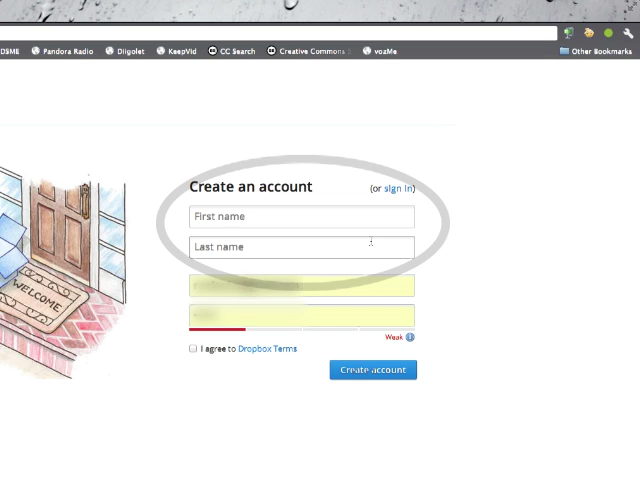 DSME Pandora Radio Diigolet KeepVid CC Search Creative Commons vozMe Other Bookmarks
Create an account (or sign in)
First name
Last name
Weak
I agree to Dropbox Terms
Create account
WELCOME